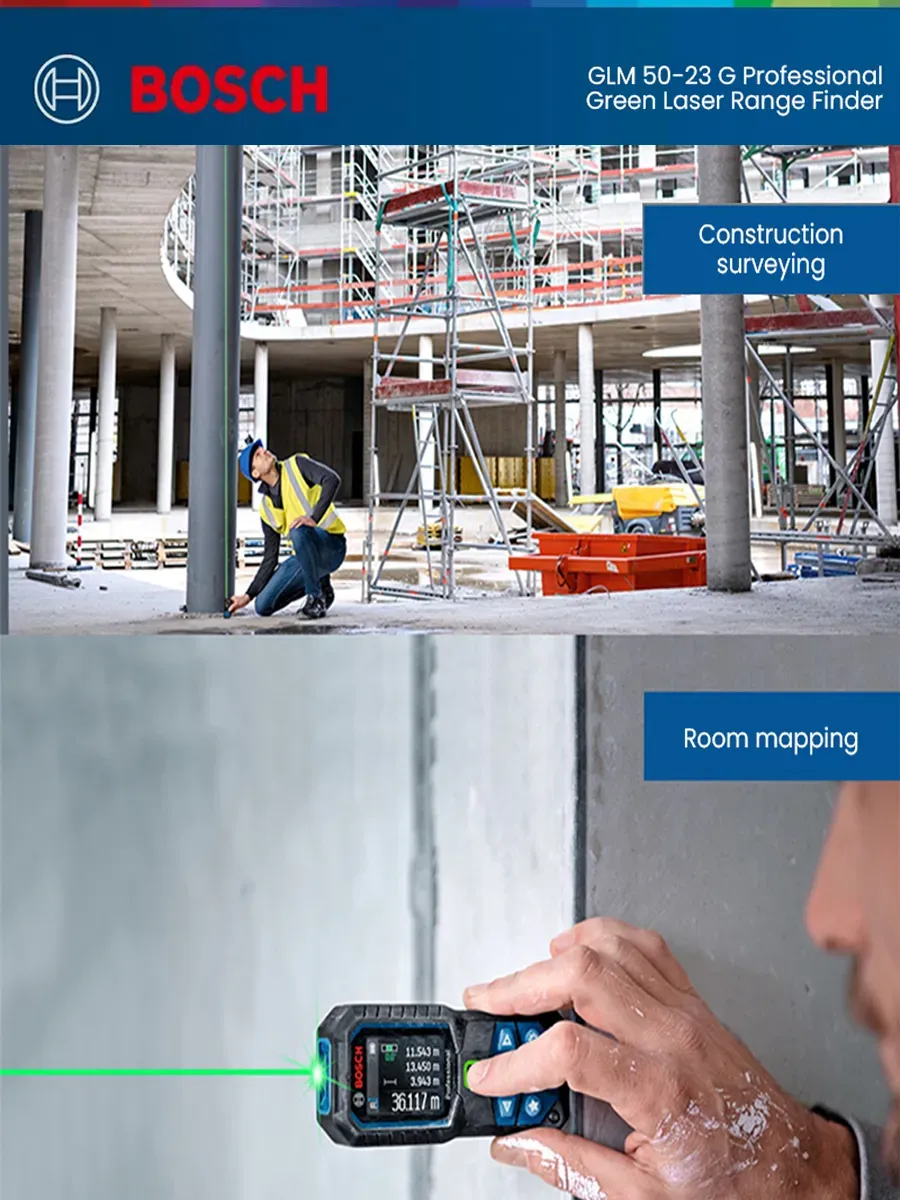 BOSCH
GLM 50-23 G Professional
Green Laser Range Finder
Construction
surveying
Room mapping
BOSCH
11.543 m
13.450 m
3.943 m
36.117 m
Professional